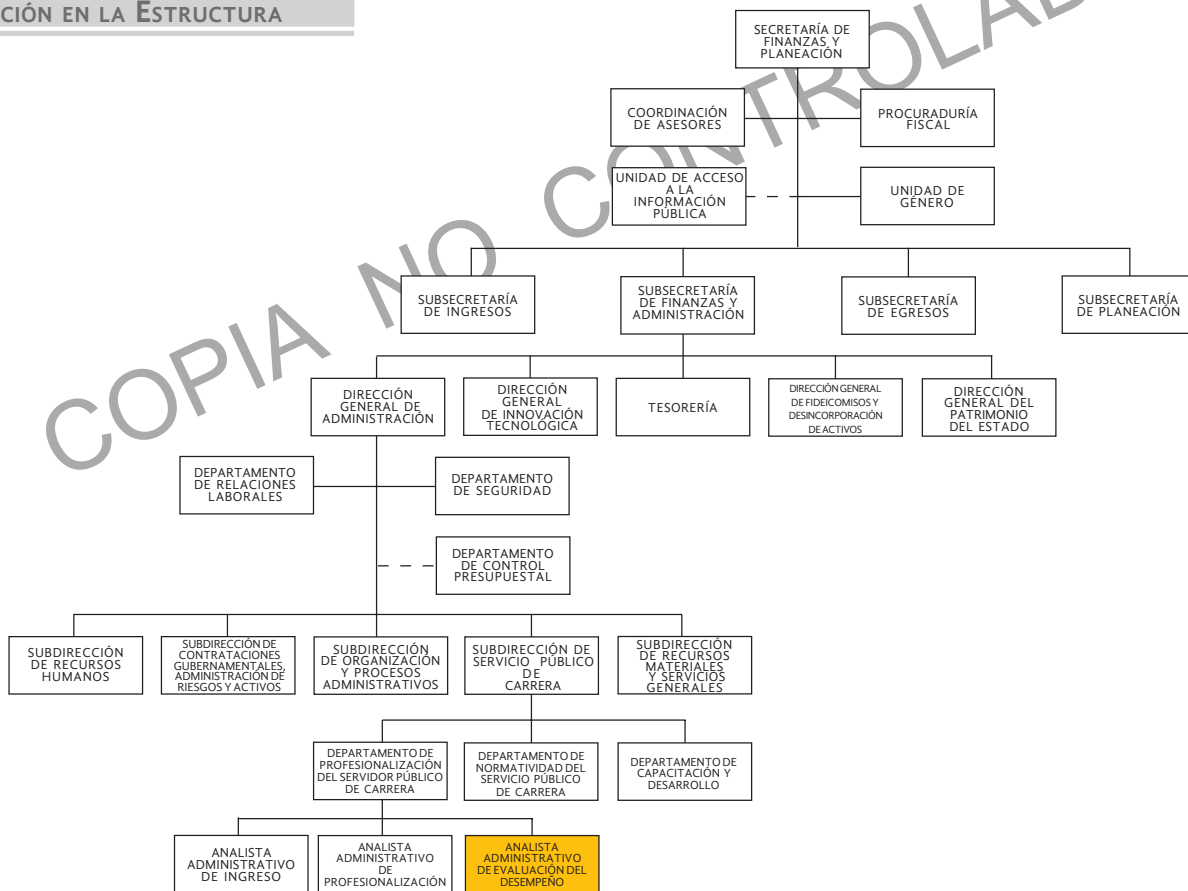 CIÓN EN LA ESTRUCTURA
COPIA NO CONTROLAB
SECRETARÍA DE
FINANZAS Y
PLANEACIÓN
COORDINACIÓN
DE ASESORES
PROCURADURÍA
FISCAL
UNIDAD DE ACCESO
A LA
INFORMACIÓN
PÚBLICA
UNIDAD DE
GÉNERO
SUBSECRETARÍA
DE INGRESOS
SUBSECRETARÍA
DE FINANZAS Y
ADMINISTRACIÓN
SUBSECRETARÍA
DE EGRESOS
SUBSECRETARÍA
DE PLANEACIÓN
DIRECCIÓN
GENERAL DE
ADMINISTRACIÓN
DIRECCIÓN
GENERAL
DE INNOVACIÓN
TECNOLÓGICA
TESORERÍA
DIRECCIÓN GENERAL
DE FIDEICOMISOS Y
DESINCORPORACIÓN
DE ACTIVOS
DIRECCIÓN
GENERAL DEL
PATRIMONIO
DEL ESTADO
DEPARTAMENTO
DE RELACIONES
LABORALES
DEPARTAMENTO
DE SEGURIDAD
DEPARTAMENTO
DE CONTROL
PRESUPUESTAL
SUBDIRECCIÓN
DE RECURSOS
HUMANOS
SUBDIRECCIÓN DE
CONTRATACIONES
GUBERNAMENTALES,
ADMINISTRACIÓN DE
RIESGOS Y ACTIVOS
SUBDIRECCIÓN
DE ORGANIZACIÓN
Y PROCESOS
ADMINISTRATIVOS
SUBDIRECCIÓN DE
SERVICIO PÚBLICO
DE
CARRERA
SUBDIRECCIÓN
DE RECURSOS
MATERIALES
Y SERVICIOS
GENERALES
DEPARTAMENTO DE
PROFESIONALIZACIÓN
DEL SERVIDOR PÚBLICO
DE CARRERA
DEPARTAMENTO DE
NORMATIVIDAD DEL
SERVICIO PÚBLICO
DE CARRERA
DEPARTAMENTO DE
CAPACITACIÓN Y
DESARROLLO
ANALISTA
ADMINISTRATIVO
DE INGRESO
ANALISTA
ADMINISTRATIVO
DE
PROFESIONALIZACIÓN
ANALISTA
ADMINISTRATIVO
DE EVALUACIÓN DEL
DESEMPEÑO